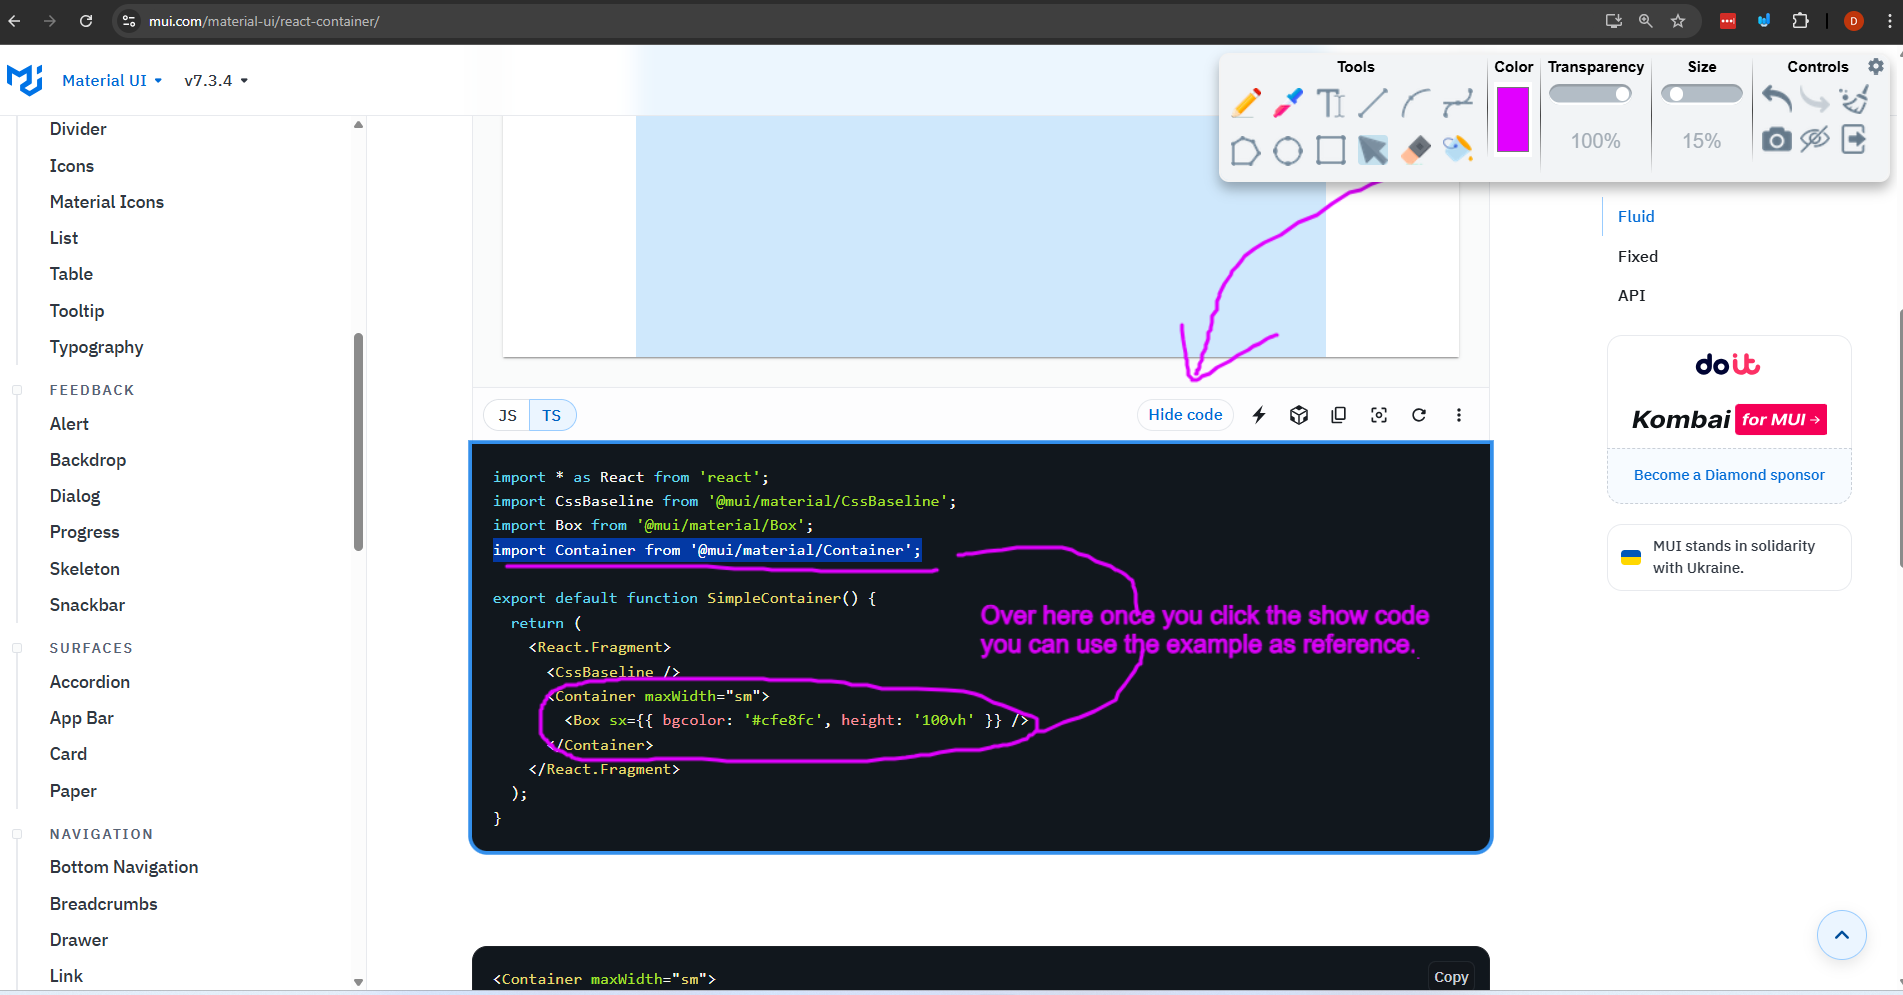 mui.com/material-ui/react-container/
D
Material UI
v7.3.4
Tools
Color
Transparency
Size
Controls
100%
15%
Divider
Icons
Material Icons
List
Table
Tooltip
Typography
FEEDBACK
Alert
Backdrop
Dialog
Progress
Skeleton
Snackbar
SURFACES
Accordion
App Bar
Card
Paper
NAVIGATION
Bottom Navigation
Breadcrumbs
Drawer
Link
JS
TS
Hide code
import * as React from 'react';
import CssBaseline from '@mui/material/CssBaseline';
import Box from '@mui/material/Box';
import Container from '@mui/material/Container';
export default function SimpleContainer() {
return (
<React.Fragment>
<CssBaseline />
<Container maxWidth="sm">
<Box sx={{ bgcolor: '#cfe8fc', height: '100vh' }} />
</Container>
</React.Fragment>
);
}
Over here once you click the show code
you can use the example as reference.
<Container maxWidth="sm">
Copy
Fluid
Fixed
API
doit
Kombai for MUI →
Become a Diamond sponsor
MUI stands in solidarity
with Ukraine.